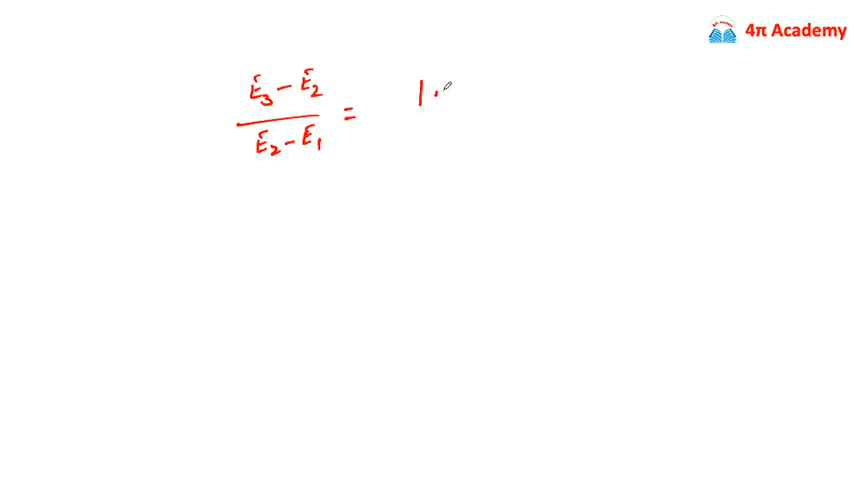 4π Academy
E3 - E2
E2 - E1
=
1.